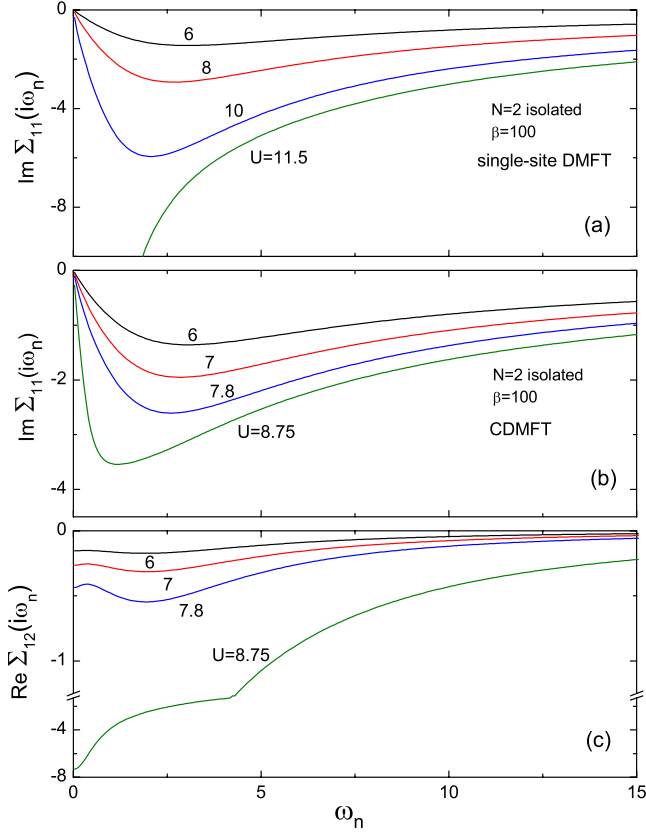 0
-4
-8
Im Σ11(iωn)
6
8
10
U=11.5
N=2 isolated
β=100
single-site DMFT
(a)
0
-2
-4
Im Σ11(iωn)
6
7
7.8
U=8.75
N=2 isolated
β=100
CDMFT
(b)
0
-1
-4
-8
Re Σ12(iωn)
6
7
7.8
U=8.75
(c)
0 5 10 15
ωn